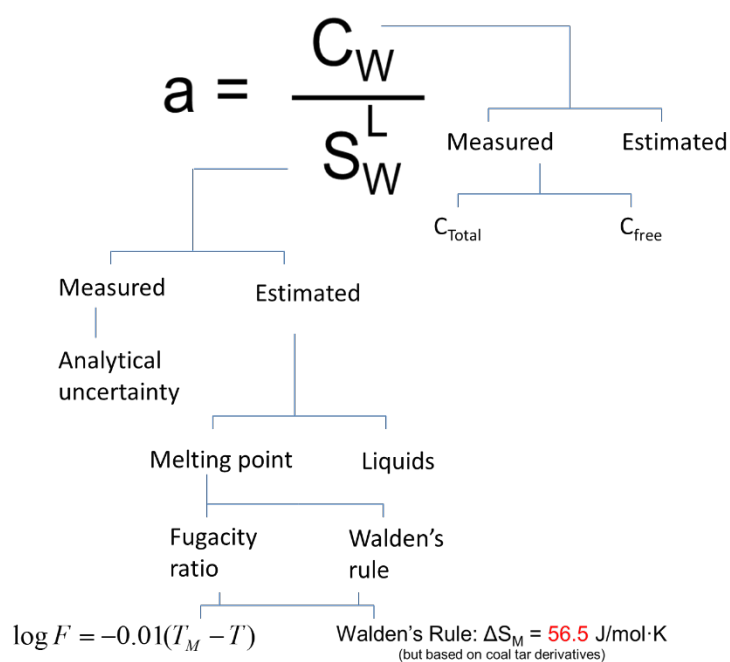 a = C_W / S_W^L
Measured Estimated
C_Total C_free
Measured Estimated
Analytical
uncertainty
Melting point Liquids
Fugacity
ratio
Walden’s
rule
log F = −0.01(T_M − T)
Walden’s Rule: ΔS_M = 56.5 J/mol·K
(but based on coal tar derivatives)